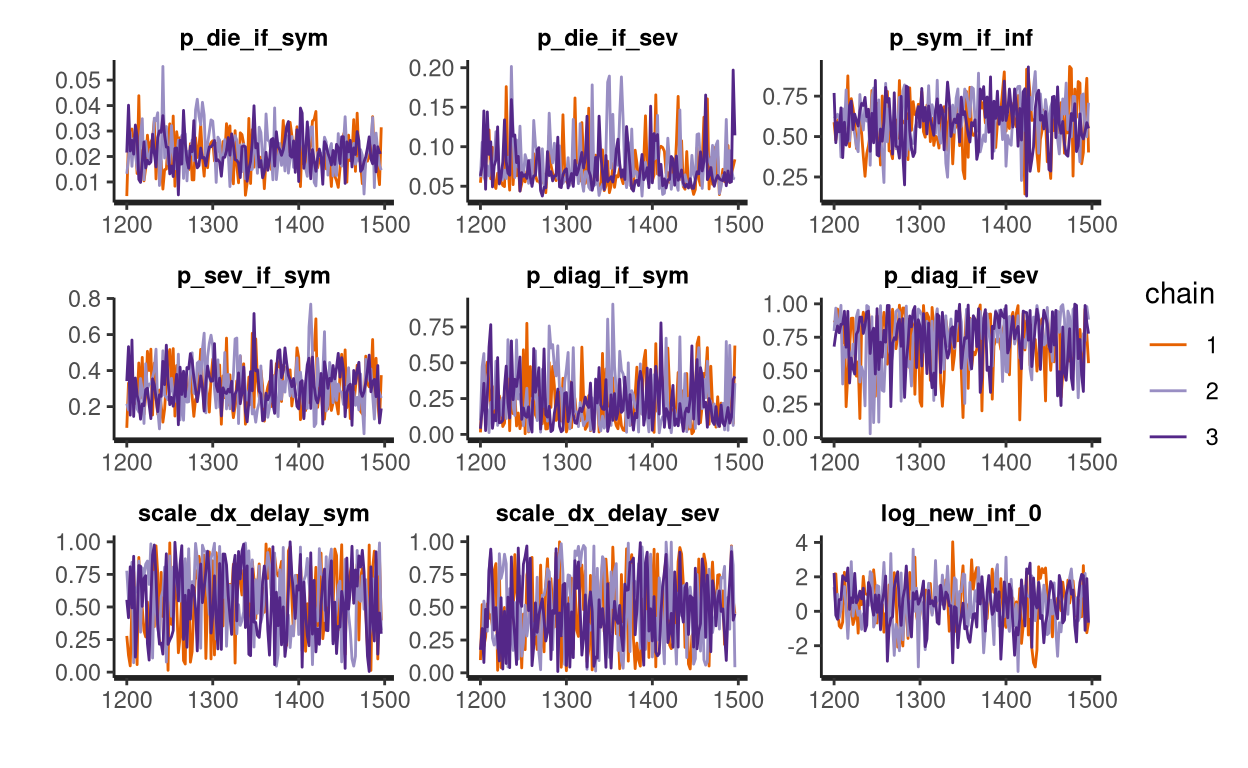 p_die_if_sym p_die_if_sev p_sym_if_inf
0.05 0.04 0.03 0.02 0.01
0.20 0.15 0.10 0.05
0.75 0.50 0.25
1200 1300 1400 1500 1200 1300 1400 1500 1200 1300 1400 1500
p_sev_if_sym p_diag_if_sym p_diag_if_sev
0.8 0.6 0.4 0.2
0.75 0.50 0.25 0.00
1.00 0.75 0.50 0.25 0.00
1200 1300 1400 1500 1200 1300 1400 1500 1200 1300 1400 1500
scale_dx_delay_sym scale_dx_delay_sev log_new_inf_0
1.00 0.75 0.50 0.25 0.00
1.00 0.75 0.50 0.25 0.00
4 2 0 -2
1200 1300 1400 1500 1200 1300 1400 1500 1200 1300 1400 1500
chain
1
2
3